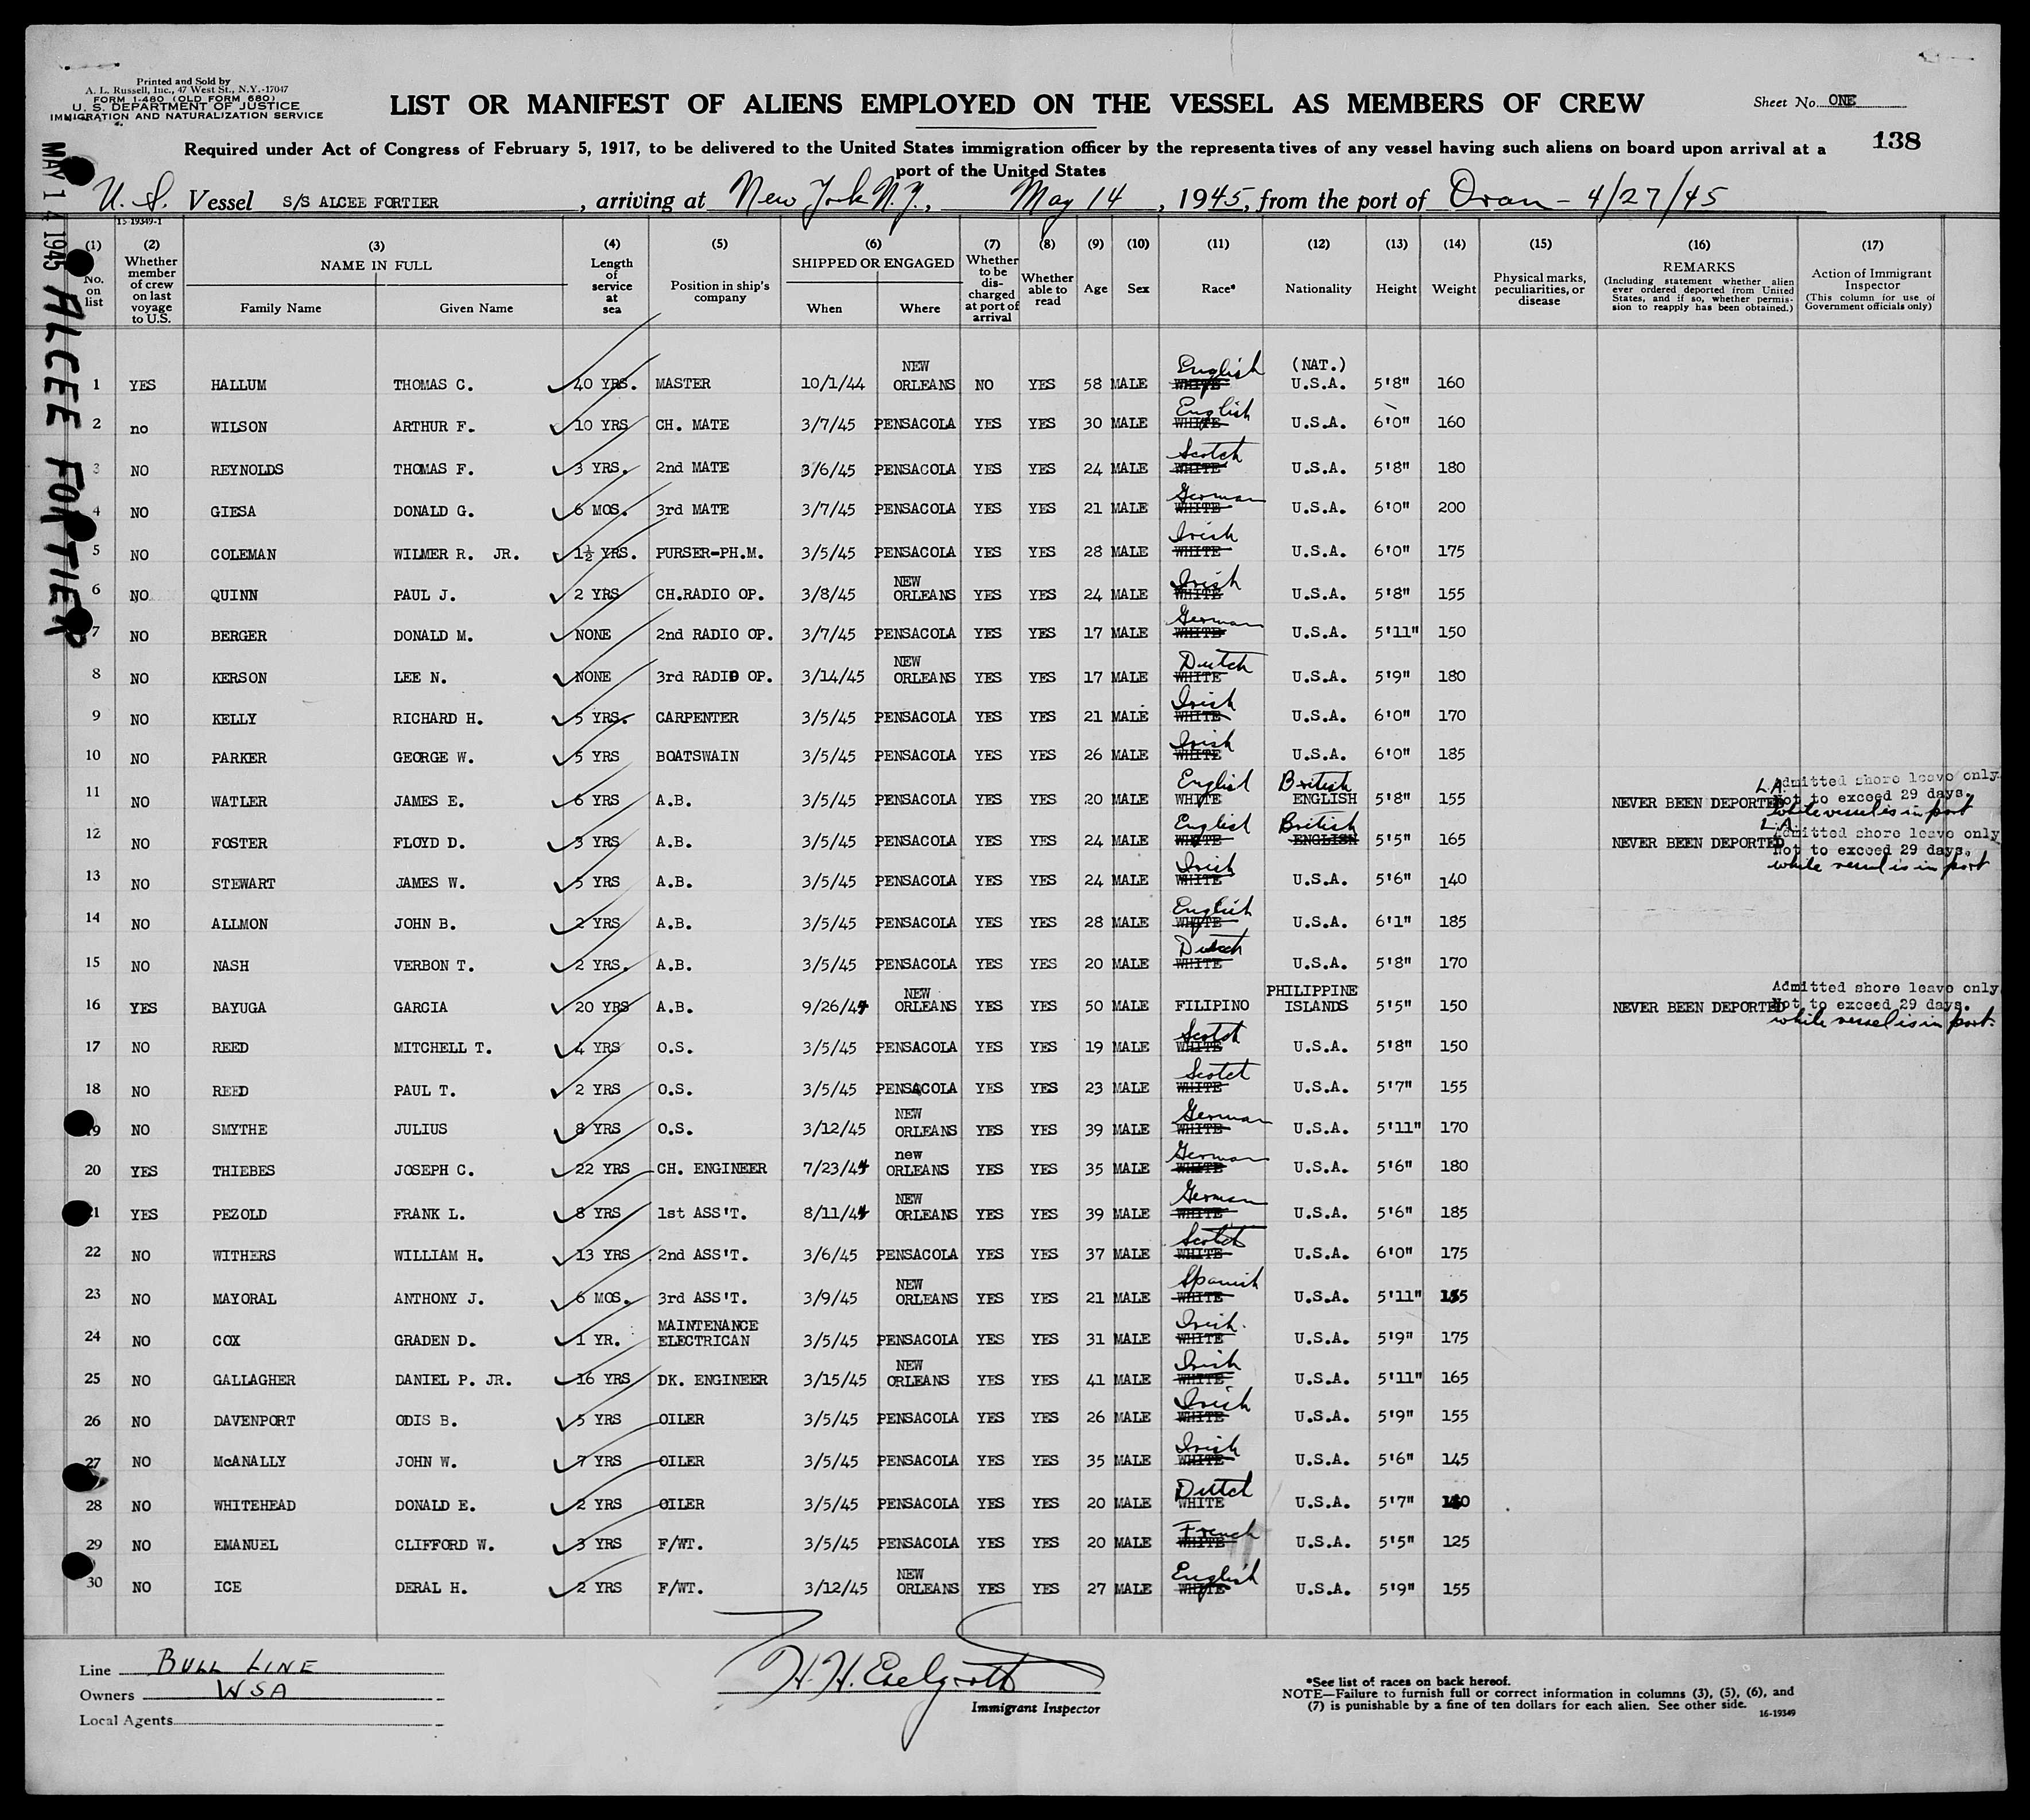 Printed and Sold by
A. L. Russell, Inc., 47 West St., N.Y.-17047
FORM I-480 (OLD FORM 680)
U. S. DEPARTMENT OF JUSTICE
IMMIGRATION AND NATURALIZATION SERVICE
LIST OR MANIFEST OF ALIENS EMPLOYED ON THE VESSEL AS MEMBERS OF CREW
Sheet No. ONE
138
Required under Act of Congress of February 5, 1917, to be delivered to the United States immigration officer by the representatives of any vessel having such aliens on board upon arrival at a
port of the United States
U. S. Vessel S/S ALCEE FORTIER, arriving at New York N.Y., May 14, 1945, from the port of Oran - 4/27/45
MAY 14 1945 ALCEE FORTIER
15-19349-1
(1) No. on list (2) Whether member of crew on last voyage to U.S. (3) NAME IN FULL Family Name Given Name (4) Length of service at sea (5) Position in ship's company (6) SHIPPED OR ENGAGED When Where (7) Whether to be discharged at port of arrival (8) Whether able to read (9) Age (10) Sex (11) Race* (12) Nationality (13) Height (14) Weight (15) Physical marks, peculiarities, or disease (16) REMARKS (Including statement whether alien ever ordered deported from United States, and if so, whether permission to reapply has been obtained.) (17) Action of Immigrant Inspector (This column for use of Government officials only)
1 YES HALLUM THOMAS C. 40 YRS. MASTER 10/1/44 NEW ORLEANS NO YES 58 MALE English WHITE (NAT.) U.S.A. 5'8" 160
2 no WILSON ARTHUR F. 10 YRS CH. MATE 3/7/45 PENSACOLA YES YES 30 MALE English WHITE U.S.A. 6'0" 160
3 NO REYNOLDS THOMAS F. 3 YRS. 2nd MATE 3/6/45 PENSACOLA YES YES 24 MALE Scotch WHITE U.S.A. 5'8" 180
4 NO GIESA DONALD G. 6 MOS. 3rd MATE 3/7/45 PENSACOLA YES YES 21 MALE German WHITE U.S.A. 6'0" 200
5 NO COLEMAN WILMER R. JR. 1½ YRS. PURSER-PH.M. 3/5/45 PENSACOLA YES YES 28 MALE Irish WHITE U.S.A. 6'0" 175
6 NO QUINN PAUL J. 2 YRS CH.RADIO OP. 3/8/45 NEW ORLEANS YES YES 24 MALE Irish WHITE U.S.A. 5'8" 155
7 NO BERGER DONALD M. NONE 2nd RADIO OP. 3/7/45 PENSACOLA YES YES 17 MALE German WHITE U.S.A. 5'11" 150
8 NO KERSON LEE N. NONE 3rd RADIO OP. 3/14/45 NEW ORLEANS YES YES 17 MALE Dutch WHITE U.S.A. 5'9" 180
9 NO KELLY RICHARD H. 5 YRS. CARPENTER 3/5/45 PENSACOLA YES YES 21 MALE Irish WHITE U.S.A. 6'0" 170
10 NO PARKER GEORGE W. 5 YRS BOATSWAIN 3/5/45 PENSACOLA YES YES 26 MALE Irish WHITE U.S.A. 6'0" 185
11 NO WATLER JAMES E. 6 YRS A.B. 3/5/45 PENSACOLA YES YES 20 MALE English WHITE British ENGLISH 5'8" 155 NEVER BEEN DEPORTED L.A. Admitted shore leave only Not to exceed 29 days. while vessel is in port
12 NO FOSTER FLOYD D. 3 YRS A.B. 3/5/45 PENSACOLA YES YES 24 MALE English WHITE British ENGLISH 5'5" 165 NEVER BEEN DEPORTED L.A. Admitted shore leave only Not to exceed 29 days. while vessel is in port
13 NO STEWART JAMES W. 5 YRS A.B. 3/5/45 PENSACOLA YES YES 24 MALE Irish WHITE U.S.A. 5'6" 140
14 NO ALLMON JOHN B. 2 YRS A.B. 3/5/45 PENSACOLA YES YES 28 MALE English WHITE U.S.A. 6'1" 185
15 NO NASH VERBON T. 2 YRS. A.B. 3/5/45 PENSACOLA YES YES 20 MALE Dutch WHITE U.S.A. 5'8" 170
16 YES BAYUGA GARCIA 20 YRS A.B. 9/26/44 NEW ORLEANS YES YES 50 MALE FILIPINO PHILIPPINE ISLANDS 5'5" 150 NEVER BEEN DEPORTED Admitted shore leave only Not to exceed 29 days. while vessel is in port.
17 NO REED MITCHELL T. 4 YRS O.S. 3/5/45 PENSACOLA YES YES 19 MALE Scotch WHITE U.S.A. 5'8" 150
18 NO REED PAUL T. 2 YRS O.S. 3/5/45 PENSACOLA YES YES 23 MALE Scotch WHITE U.S.A. 5'7" 155
19 NO SMYTHE JULIUS 8 YRS O.S. 3/12/45 NEW ORLEANS YES YES 39 MALE German WHITE U.S.A. 5'11" 170
20 YES THIEBES JOSEPH C. 22 YRS CH. ENGINEER 7/23/44 new ORLEANS YES YES 35 MALE German WHITE U.S.A. 5'6" 180
21 YES PEZOLD FRANK L. 8 YRS 1st ASS'T. 8/11/44 NEW ORLEANS YES YES 39 MALE German WHITE U.S.A. 5'6" 185
22 NO WITHERS WILLIAM H. 13 YRS 2nd ASS'T. 3/6/45 PENSACOLA YES YES 37 MALE Scotch WHITE U.S.A. 6'0" 175
23 NO MAYORAL ANTHONY J. 6 MOS. 3rd ASS'T. 3/9/45 NEW ORLEANS YES YES 21 MALE Spanish WHITE U.S.A. 5'11"
24 NO COX GRADEN D. 1 YR. MAINTENANCE ELECTRICAN 3/5/45 PENSACOLA YES YES 31 MALE Irish WHITE U.S.A. 5'9" 175
25 NO GALLAGHER DANIEL P. JR. 16 YRS DK. ENGINEER 3/15/45 NEW ORLEANS YES YES 41 MALE Irish WHITE U.S.A. 5'11" 165
26 NO DAVENPORT ODIS B. 5 YRS OILER 3/5/45 PENSACOLA YES YES 26 MALE Irish WHITE U.S.A. 5'9" 155
27 NO McANALLY JOHN W. 7 YRS OILER 3/5/45 PENSACOLA YES YES 35 MALE Irish WHITE U.S.A. 5'6" 145
28 NO WHITEHEAD DONALD E. 2 YRS OILER 3/5/45 PENSACOLA YES YES 20 MALE Dutch WHITE U.S.A. 5'7"
29 NO EMANUEL CLIFFORD W. 3 YRS F/WT. 3/5/45 PENSACOLA YES YES 20 MALE French WHITE U.S.A. 5'5" 125
30 NO ICE DERAL H. 2 YRS F/WT. 3/12/45 NEW ORLEANS YES YES 27 MALE English WHITE U.S.A. 5'9" 155
Line BULL LINE
Owners WSA
Local Agents
H. H.
Immigrant Inspector
*See list of races on back hereof.
NOTE—Failure to furnish full or correct information in columns (3), (5), (6), and
(7) is punishable by a fine of ten dollars for each alien. See other side.
16-19349